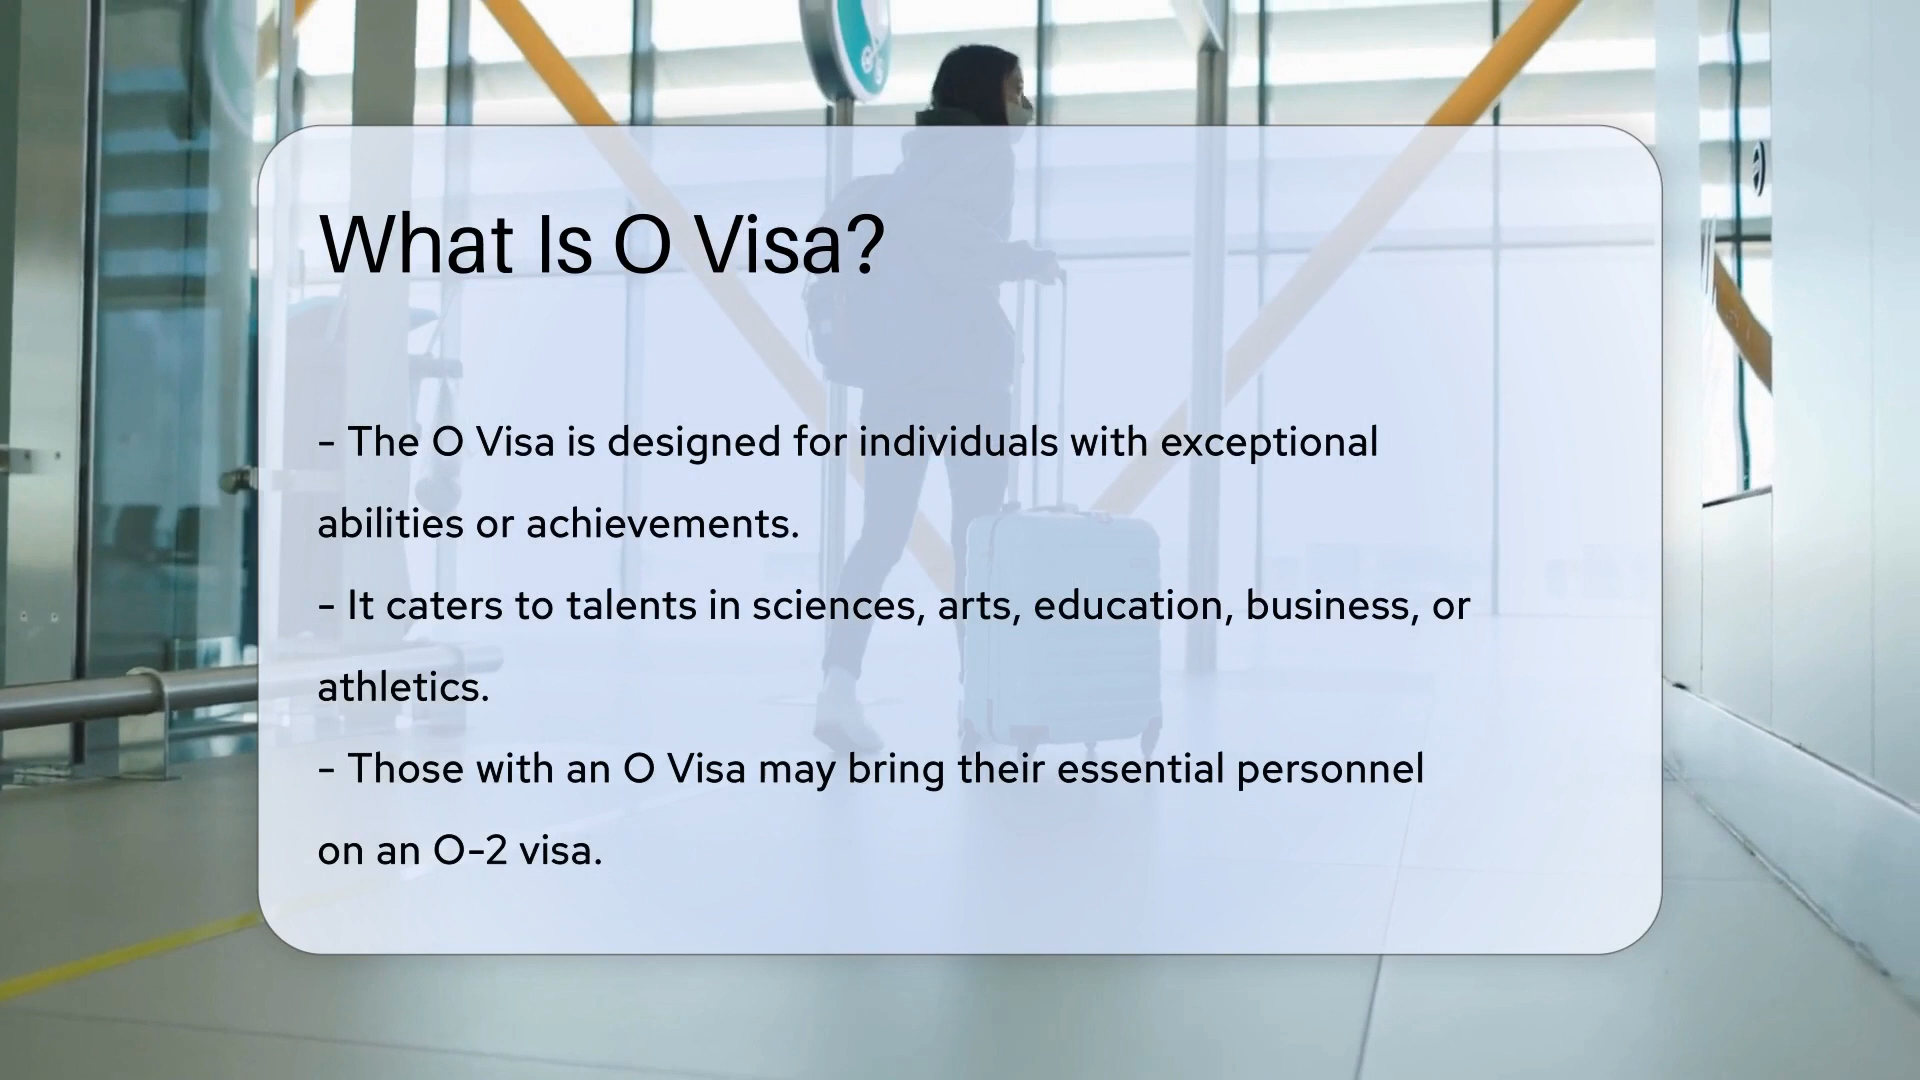 What Is O Visa?
- The O Visa is designed for individuals with exceptional
abilities or achievements.
- It caters to talents in sciences, arts, education, business, or
athletics.
- Those with an O Visa may bring their essential personnel
on an O-2 visa.